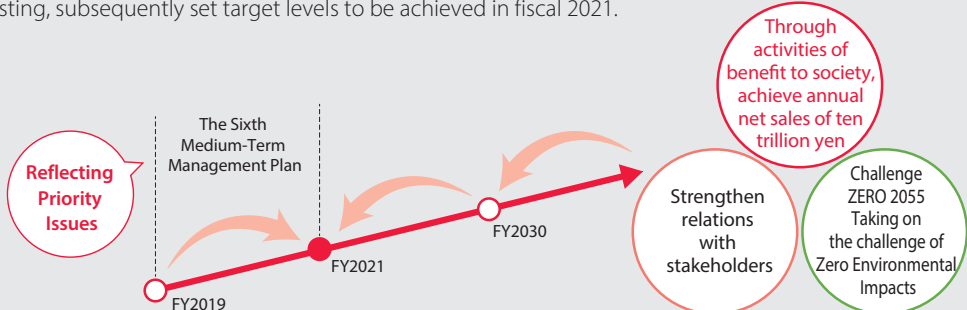 sting, subsequently set target levels to be achieved in fiscal 2021.
Through
activities of
benefit to society,
achieve annual
net sales of ten
trillion yen
The Sixth
Medium-Term
Management Plan
Reflecting
Priority
Issues
Strengthen
relations
with
stakeholders
Challenge
ZERO 2055
Taking on
the challenge of
Zero Environmental
Impacts
FY2030
FY2021
FY2019